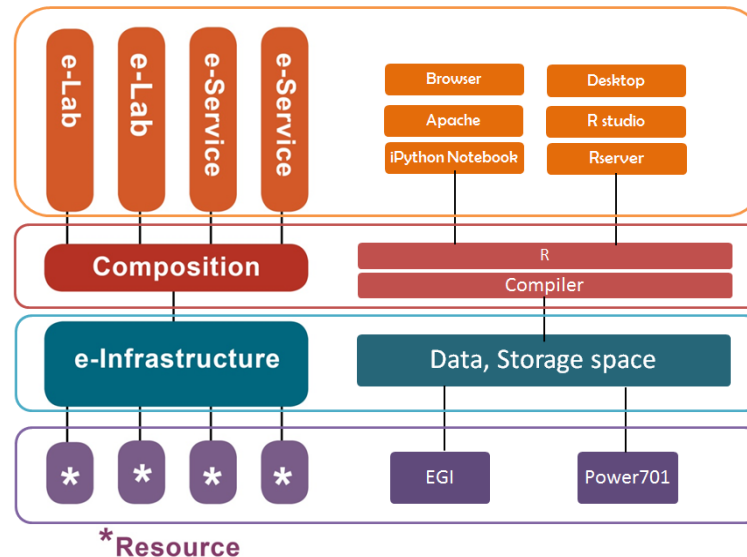 e-Lab
e-Lab
e-Service
e-Service
Browser
Desktop
Apache
R studio
iPython Notebook
Rserver
Composition
R
Compiler
e-Infrastructure
Data, Storage space
*
*
*
*
EGI
Power701
*Resource